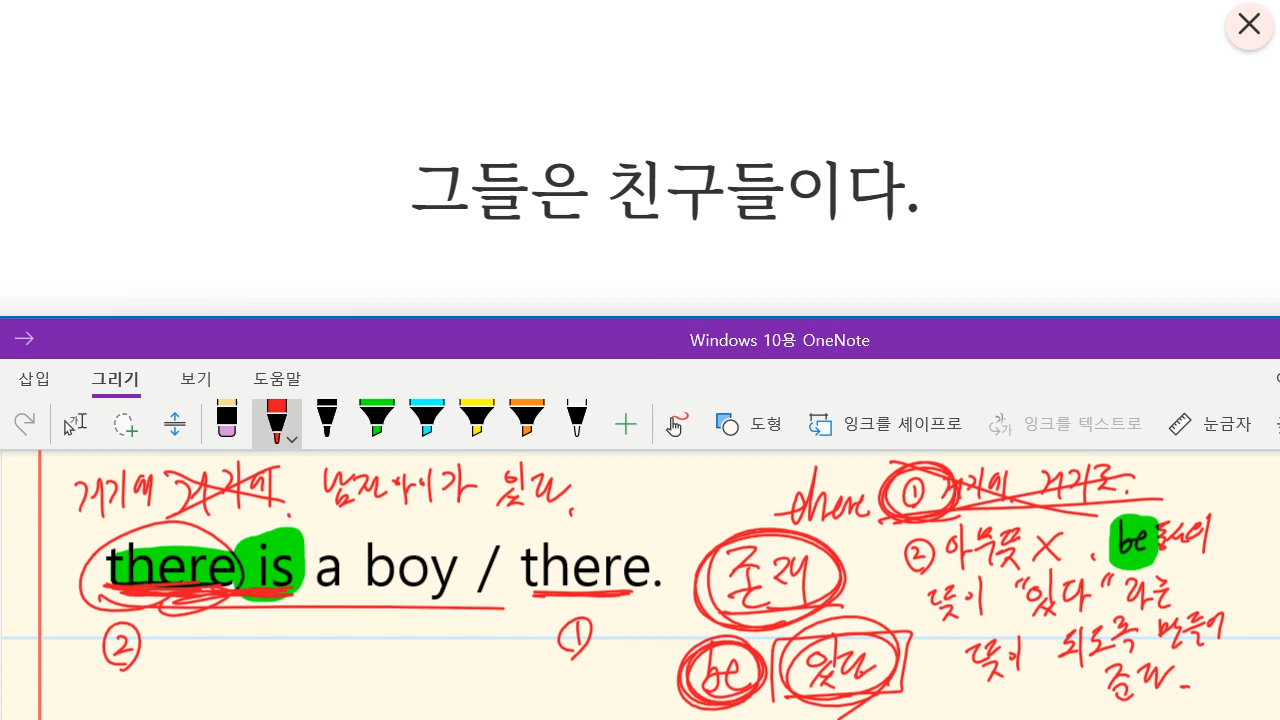 그들은 친구들이다.
Windows 10용 OneNote
삽입 그리기 보기 도움말
도형 잉크를 셰이프로 잉크를 텍스트로 눈금자
거기에 거기에 남자아이가 있다.
there is a boy / there.
② ①
there ① 거기에. 거기로.
② 아무뜻 X. be동사의
뜻이 "있다"라는
뜻이 되도록 만들어
준다.
존재
be 있다